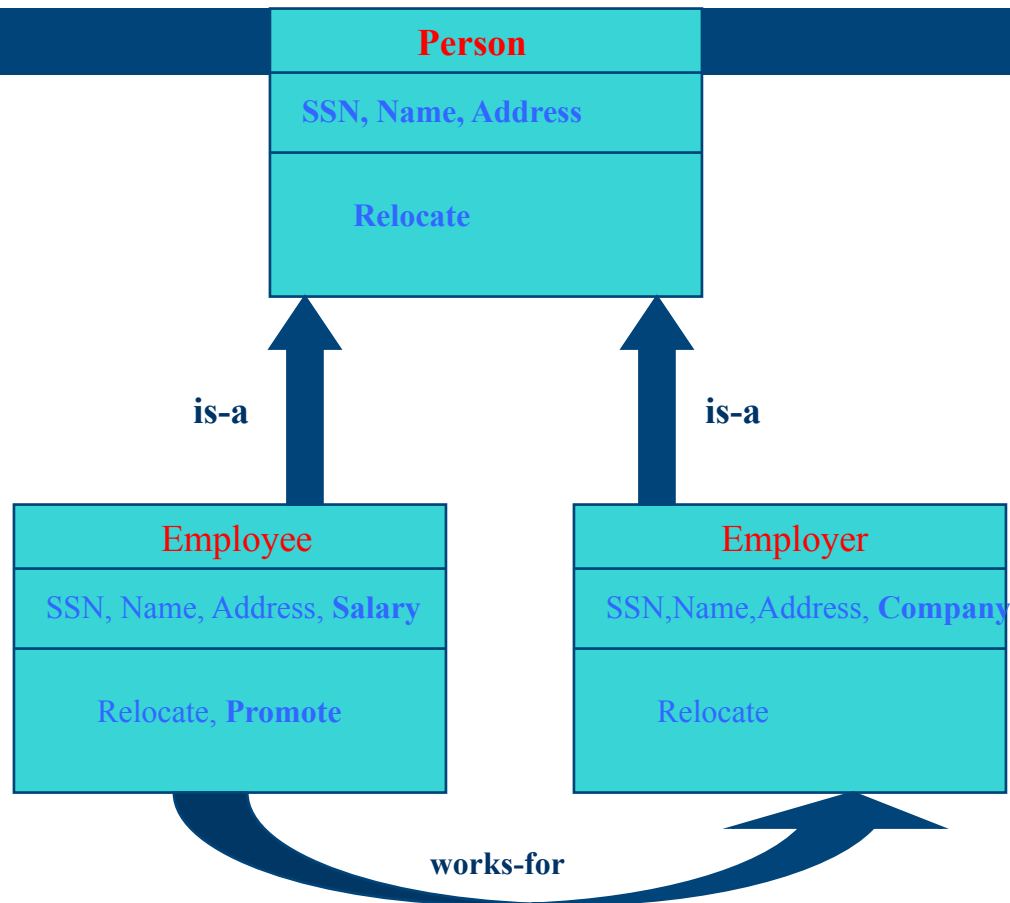 Person
SSN, Name, Address
Relocate
is-a
is-a
Employee
SSN, Name, Address, Salary
Relocate, Promote
Employer
SSN,Name,Address, Company
Relocate
works-for